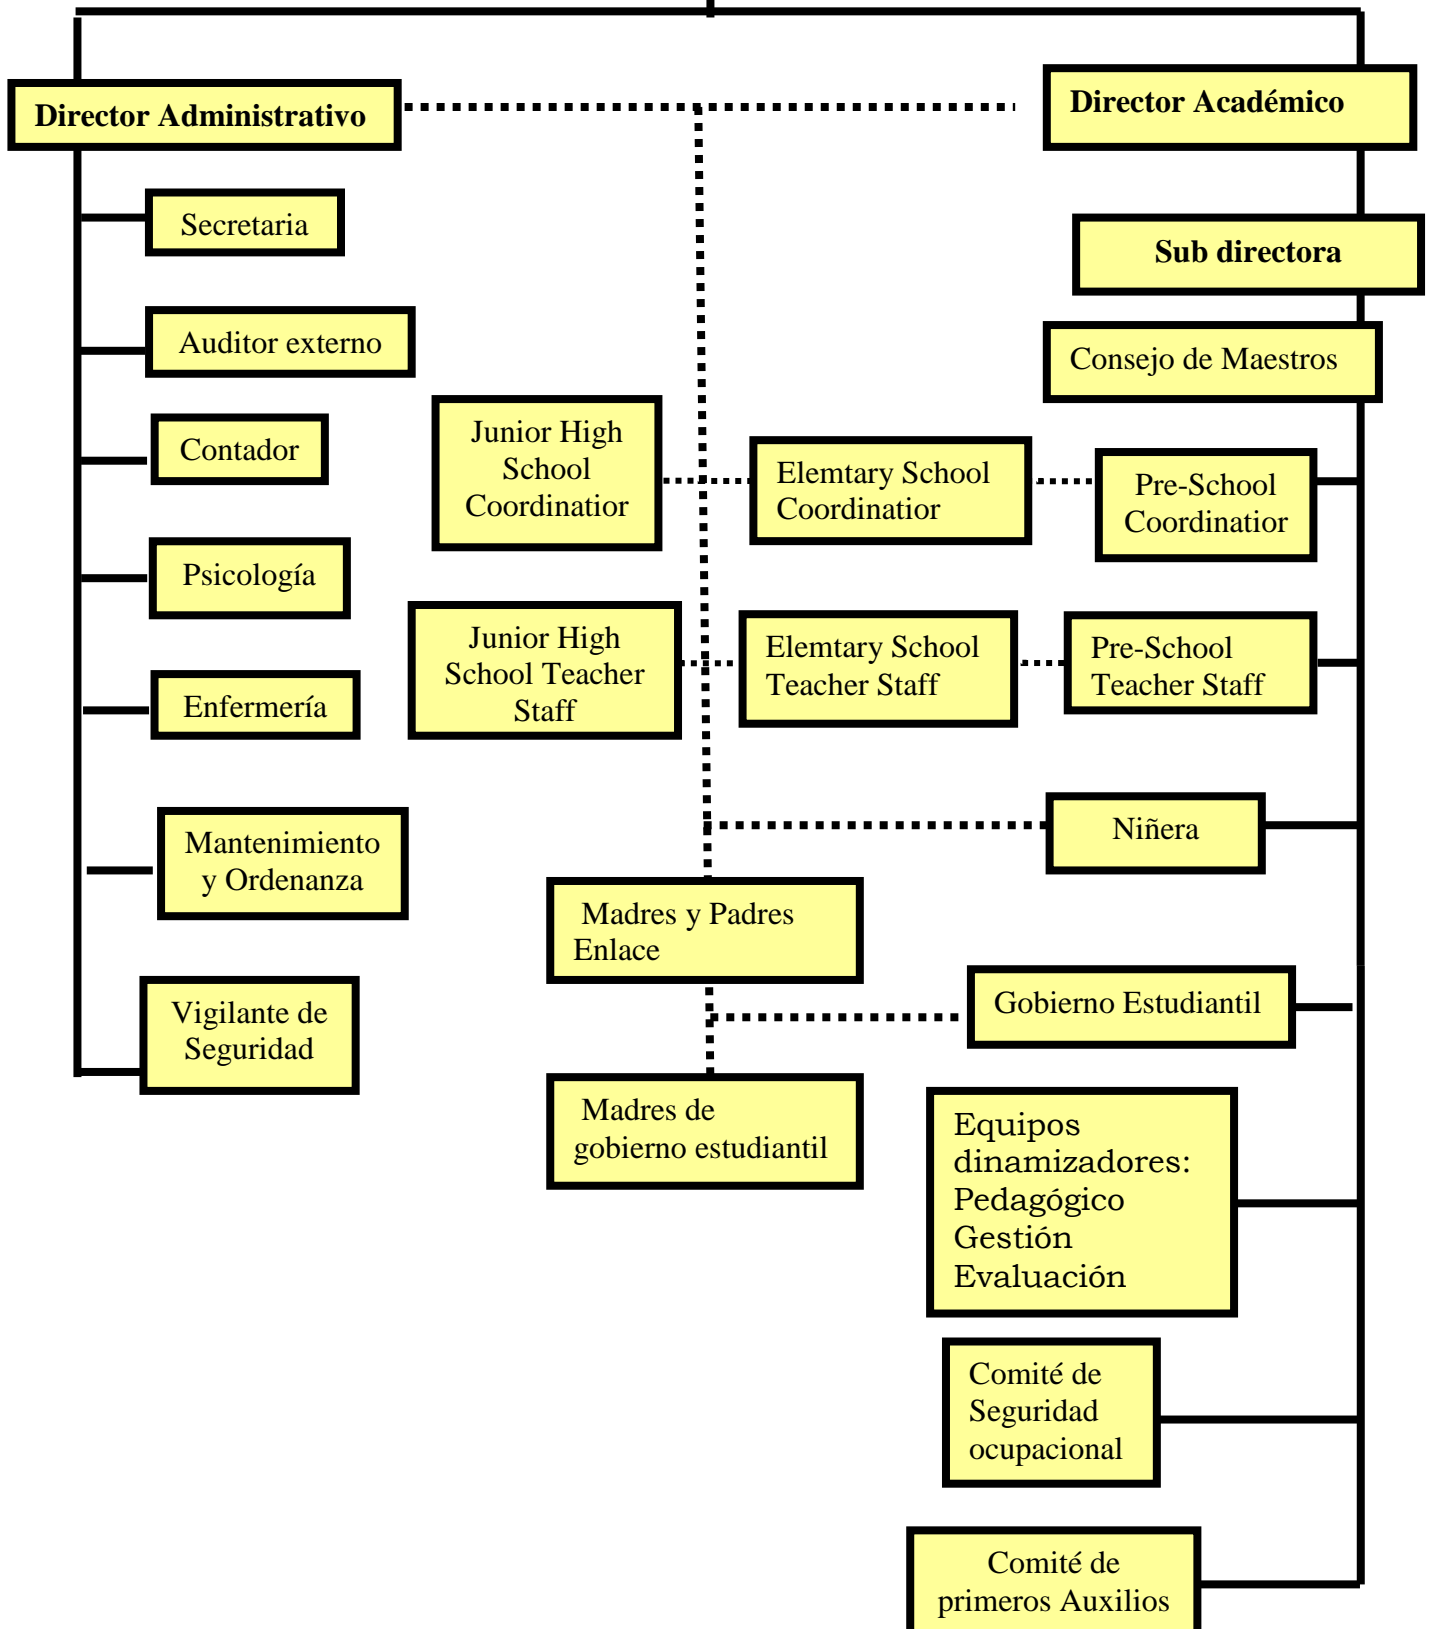 Director Administrativo
Director Académico
Secretaria
Sub directora
Auditor externo
Consejo de Maestros
Contador
Junior High
School
Coordinatior
Elemtary School
Coordinatior
Pre-School
Coordinatior
Psicología
Junior High
School Teacher
Staff
Elemtary School
Teacher Staff
Pre-School
Teacher Staff
Enfermería
Mantenimiento
y Ordenanza
Niñera
Madres y Padres
Enlace
Vigilante de
Seguridad
Gobierno Estudiantil
Madres de
gobierno estudiantil
Equipos
dinamizadores:
Pedagógico
Gestión
Evaluación
Comité de
Seguridad
ocupacional
Comité de
primeros Auxilios